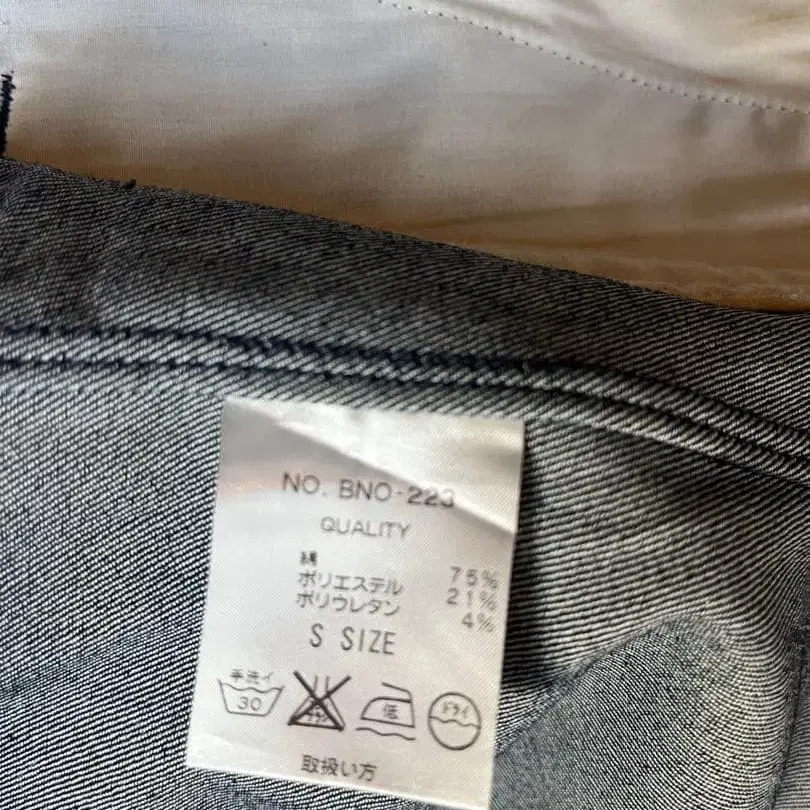 NO. BNO-223
QUALITY
綿 75%
ポリエステル 21%
ポリウレタン 4%
S SIZE
手洗イ 30 低 ドライ
取扱い方